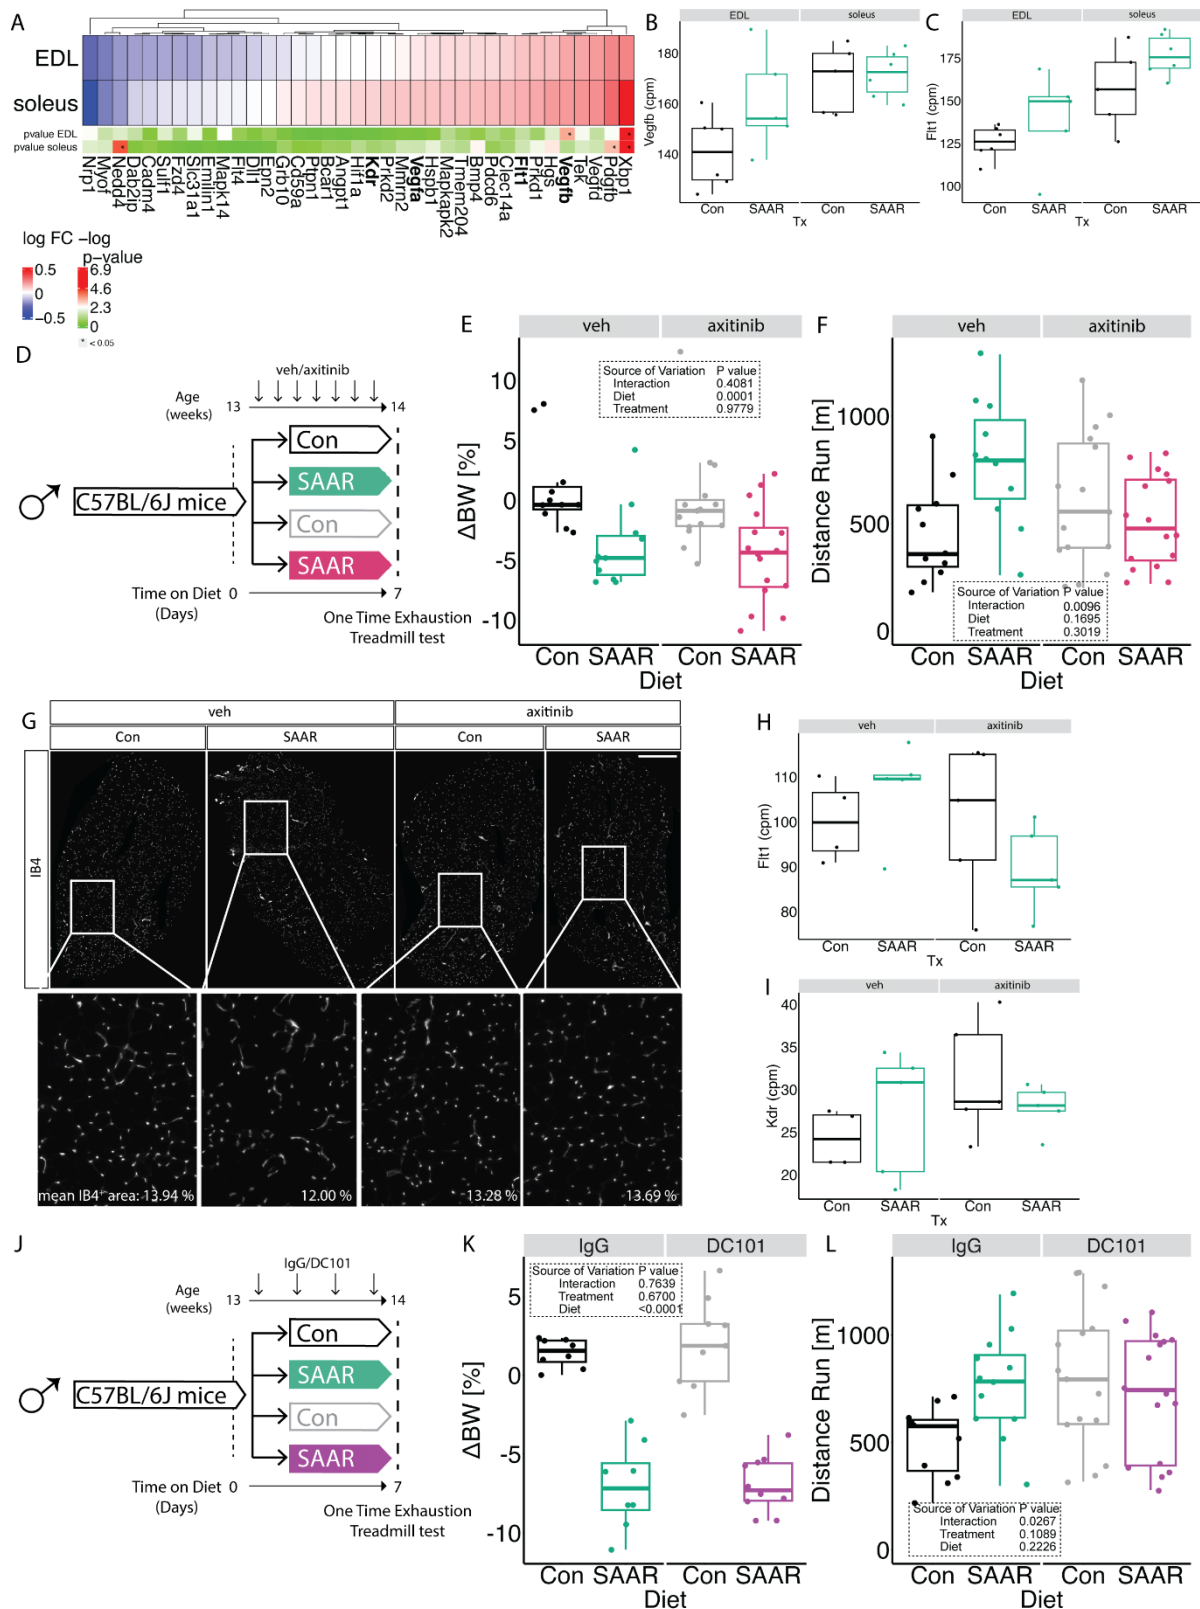 A
EDL
soleus
pvalue EDL
pvalue soleus
Nrp1
Myof
Nedd4
Dab2ip
Cadm4
Sulf1
Fzd4
Slc31a1
Emilin1
Mapk14
Flt4
Dll1
Epn2
Grb10
Cd59a
Ptpn1
Bcar1
Angpt1
Hif1a
Kdr
Prkd2
Mmrn2
Vegfa
Hspb1
Mapkapk2
Tmem204
Bmp4
Pdcd6
Clec14a
Flt1
Prkd1
Hgs
Vegfb
Tek
Vegfd
Pdgfb
Xbp1
log FC
0.5
0
-0.5
-log
p-value
6.9
4.6
2.3
0
* < 0.05
B
EDL soleus
Vegfb (cpm)
180
160
140
Con SAAR Con SAAR
Tx
C
EDL soleus
Flt1 (cpm)
175
150
125
100
Con SAAR Con SAAR
Tx
D
veh/axitinib
Age
(weeks)
13 14
C57BL/6J mice
Con
SAAR
Con
SAAR
Time on Diet
(Days)
0 7
One Time Exhaustion
Treadmill test
E
veh axitinib
ΔBW [%]
10
5
0
-5
-10
Source of Variation P value
Interaction 0.4081
Diet 0.0001
Treatment 0.9779
Con SAAR Con SAAR
Diet
F
veh axitinib
Distance Run [m]
1000
500
0
Source of Variation P value
Interaction 0.0096
Diet 0.1695
Treatment 0.3019
Con SAAR Con SAAR
Diet
G
veh axitinib
Con SAAR Con SAAR
IB4
mean IB4⁺ area: 13.94 % 12.00 % 13.28 % 13.69 %
H
veh axitinib
Flt1 (cpm)
110
100
90
80
Con SAAR Con SAAR
Tx
I
veh axitinib
Kdr (cpm)
40
35
30
25
20
Con SAAR Con SAAR
Tx
J
IgG/DC101
Age
(weeks)
13 14
C57BL/6J mice
Con
SAAR
Con
SAAR
Time on Diet
(Days)
0 7
One Time Exhaustion
Treadmill test
K
IgG DC101
ΔBW [%]
5
0
-5
-10
Source of Variation P value
Interaction 0.7639
Treatment 0.6700
Diet <0.0001
Con SAAR Con SAAR
Diet
L
IgG DC101
Distance Run [m]
1000
500
0
Source of Variation P value
Interaction 0.0267
Treatment 0.1089
Diet 0.2226
Con SAAR Con SAAR
Diet